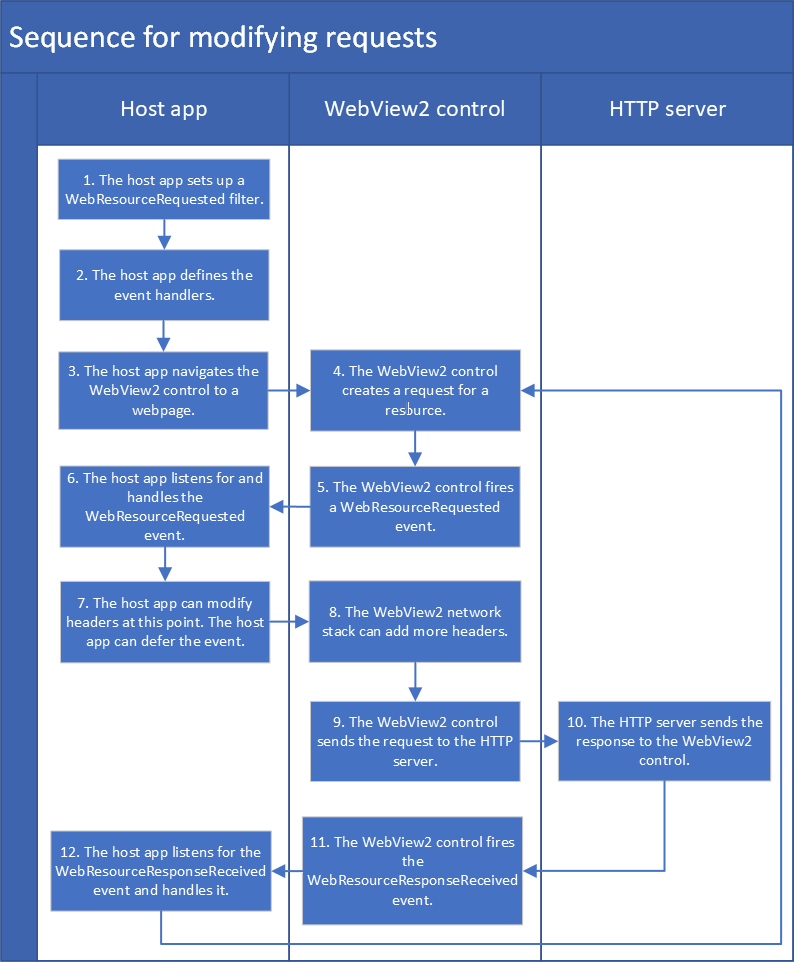 Sequence for modifying requests
Host app
WebView2 control
HTTP server
1. The host app sets up a
WebResourceRequested filter.
2. The host app defines the
event handlers.
3. The host app navigates the
WebView2 control to a
webpage.
4. The WebView2 control
creates a request for a
resource.
5. The WebView2 control fires
a WebResourceRequested
event.
6. The host app listens for and
handles the
WebResourceRequested
event.
7. The host app can modify
headers at this point. The host
app can defer the event.
8. The WebView2 network
stack can add more headers.
9. The WebView2 control
sends the request to the HTTP
server.
10. The HTTP server sends the
response to the WebView2
control.
11. The WebView2 control fires
the
WebResourceResponseReceived
event.
12. The host app listens for the
WebResourceResponseReceived
event and handles it.